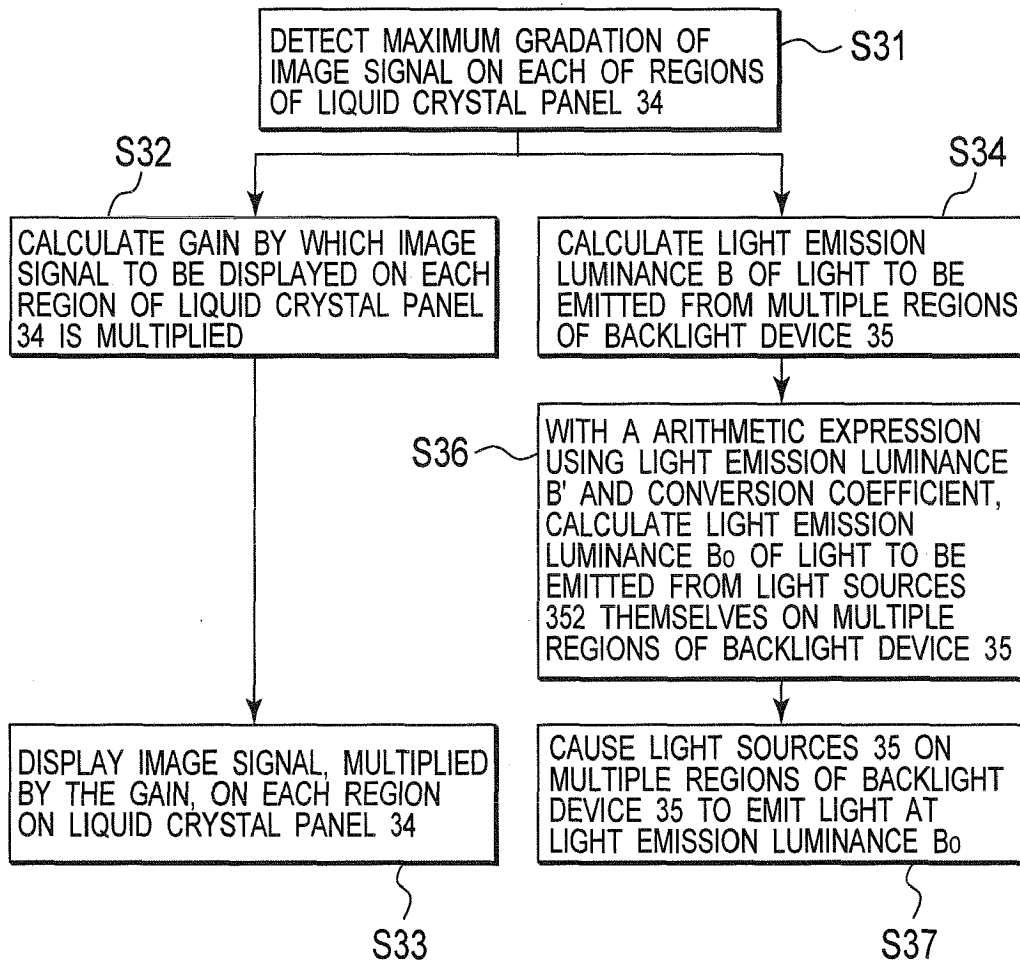 DETECT MAXIMUM GRADATION OF
IMAGE SIGNAL ON EACH OF REGIONS
OF LIQUID CRYSTAL PANEL 34
S31
S32
CALCULATE GAIN BY WHICH IMAGE
SIGNAL TO BE DISPLAYED ON EACH
REGION OF LIQUID CRYSTAL PANEL
34 IS MULTIPLIED
S34
CALCULATE LIGHT EMISSION
LUMINANCE B OF LIGHT TO BE
EMITTED FROM MULTIPLE REGIONS
OF BACKLIGHT DEVICE 35
S36
WITH A ARITHMETIC EXPRESSION
USING LIGHT EMISSION LUMINANCE
B' AND CONVERSION COEFFICIENT,
CALCULATE LIGHT EMISSION
LUMINANCE B0 OF LIGHT TO BE
EMITTED FROM LIGHT SOURCES
352 THEMSELVES ON MULTIPLE
REGIONS OF BACKLIGHT DEVICE 35
DISPLAY IMAGE SIGNAL, MULTIPLIED
BY THE GAIN, ON EACH REGION
ON LIQUID CRYSTAL PANEL 34
S33
CAUSE LIGHT SOURCES 35 ON
MULTIPLE REGIONS OF BACKLIGHT
DEVICE 35 TO EMIT LIGHT AT
LIGHT EMISSION LUMINANCE B0
S37